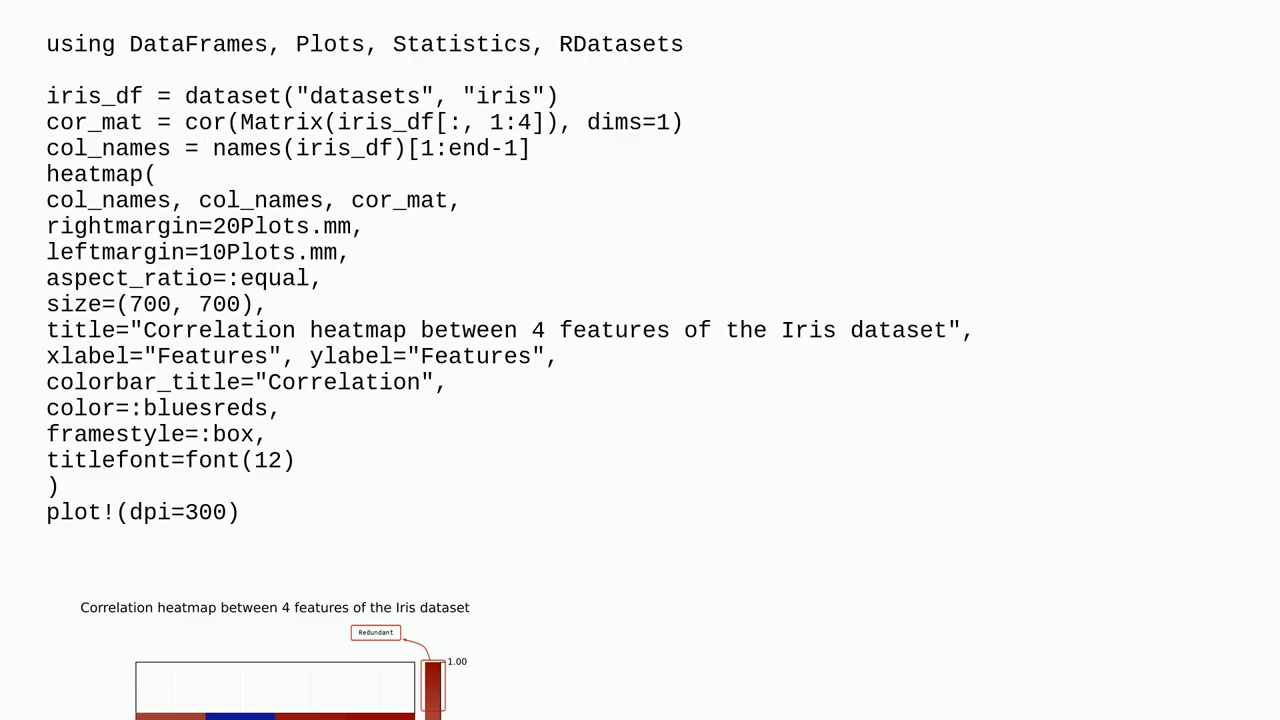 using DataFrames, Plots, Statistics, RDatasets
iris_df = dataset("datasets", "iris")
cor_mat = cor(Matrix(iris_df[:, 1:4]), dims=1)
col_names = names(iris_df)[1:end-1]
heatmap(
col_names, col_names, cor_mat,
rightmargin=20Plots.mm,
leftmargin=10Plots.mm,
aspect_ratio=:equal,
size=(700, 700),
title="Correlation heatmap between 4 features of the Iris dataset",
xlabel="Features", ylabel="Features",
colorbar_title="Correlation",
color=:bluesreds,
framestyle=:box,
titlefont=font(12)
)
plot!(dpi=300)
Correlation heatmap between 4 features of the Iris dataset
Redundant
1.00